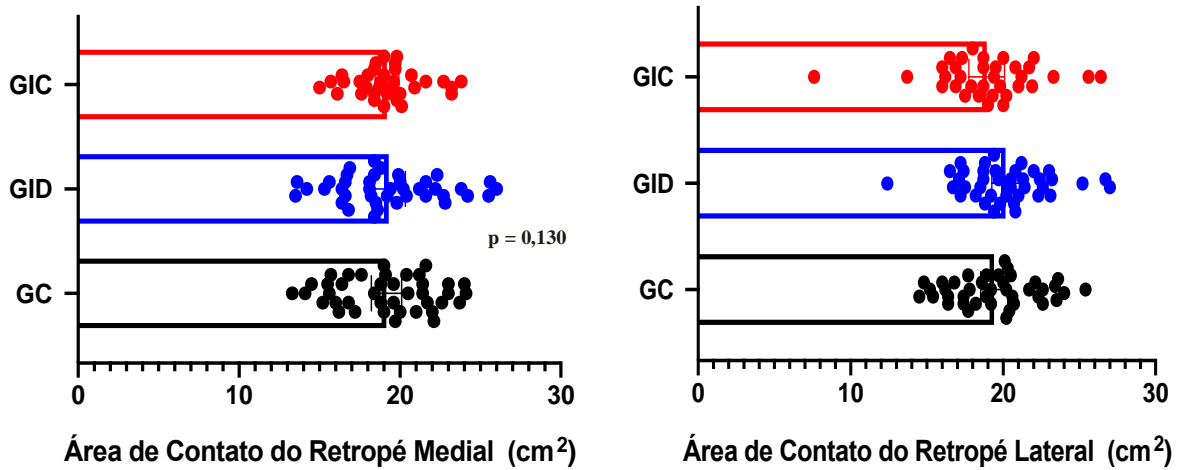 GIC
GID
GC
p = 0,130
0 10 20 30
Área de Contato do Retropé Medial (cm²)
GIC
GID
GC
0 10 20 30
Área de Contato do Retropé Lateral (cm²)